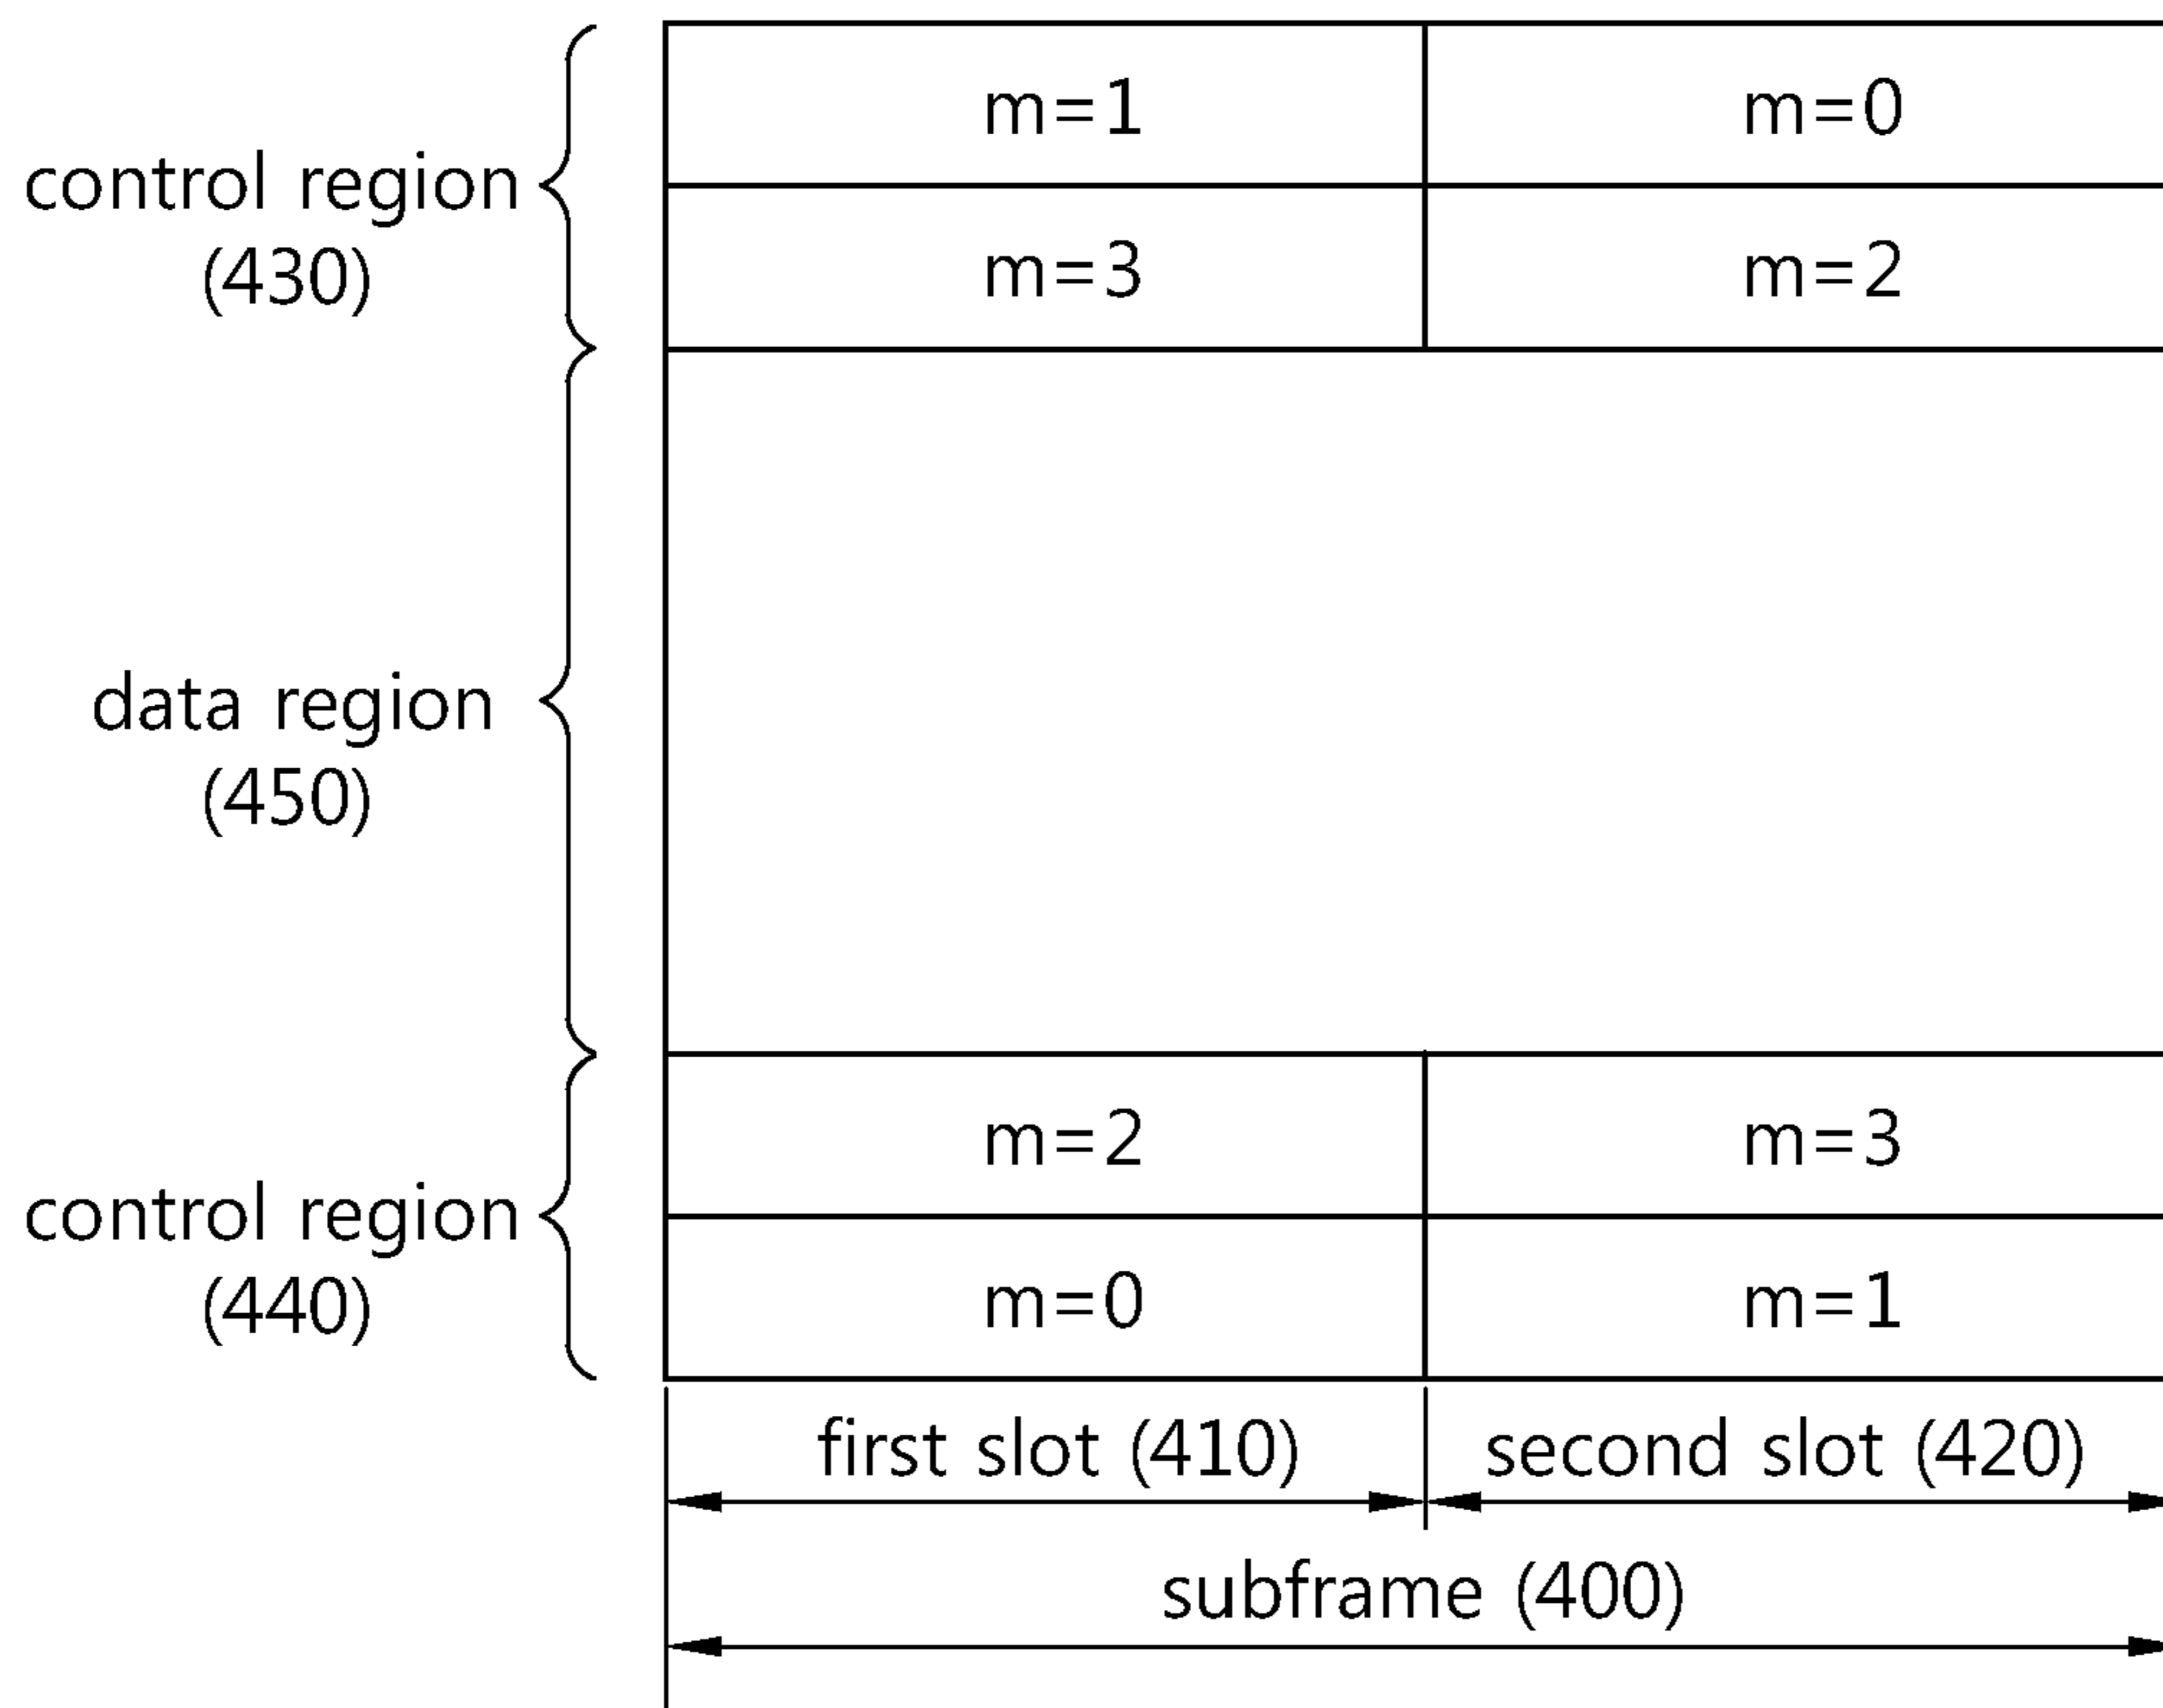 m=1 m=0
control region
(430)
m=3 m=2
data region
(450)
m=2 m=3
control region
(440)
m=0 m=1
first slot (410) second slot (420)
subframe (400)